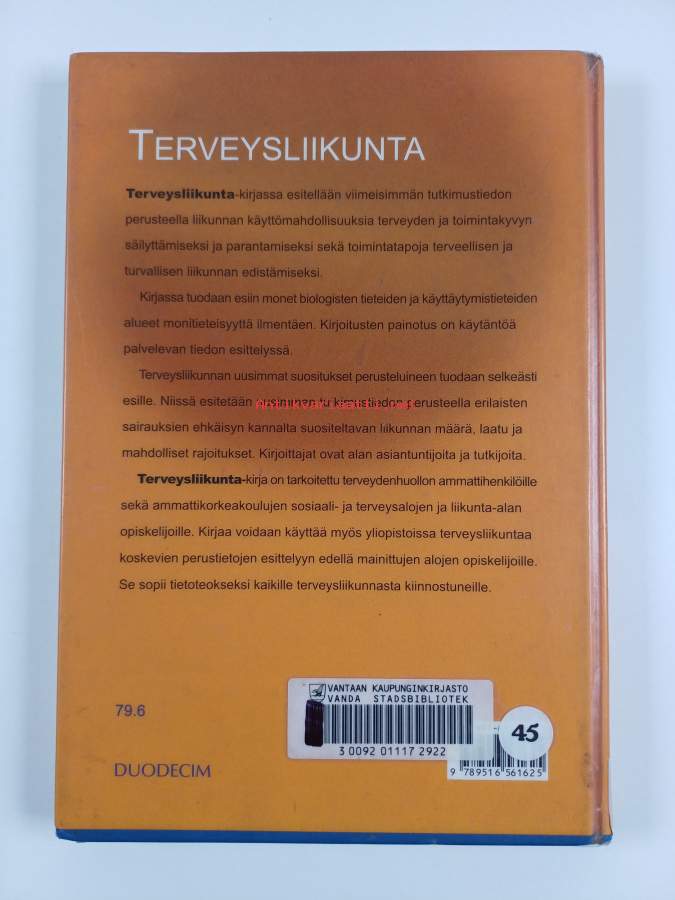 TERVEYSLIIKUNTA
Terveysliikunta-kirjassa esitellään viimeisimmän tutkimustiedon
perusteella liikunnan käyttömahdollisuuksia terveyden ja toimintakyvyn
säilyttämiseksi ja parantamiseksi sekä toimintatapoja terveellisen ja
turvallisen liikunnan edistämiseksi.
Kirjassa tuodaan esiin monet biologisten tieteiden ja käyttäytymistieteiden
alueet monitieteisyyttä ilmentäen. Kirjoitusten painotus on käytäntöä
palvelevan tiedon esittelyssä.
Terveysliikunnan uusimmat suositukset perusteluineen tuodaan selkeästi
esille. Niissä esitetään perusteella erilaisten
sairauksien ehkäisyn kannalta suositeltavan liikunnan määrä, laatu ja
mahdolliset rajoitukset. Kirjoittajat ovat alan asiantuntijoita ja tutkijoita.
Terveysliikunta-kirja on tarkoitettu terveydenhuollon ammattihenkilöille
sekä ammattikorkeakoulujen sosiaali- ja terveysalojen ja liikunta-alan
opiskelijoille. Kirjaa voidaan käyttää myös yliopistoissa terveysliikuntaa
koskevien perustietojen esittelyyn edellä mainittujen alojen opiskelijoille.
Se sopii tietoteokseksi kaikille terveysliikunnasta kiinnostuneille.
VANTAAN KAUPUNGINKIRJASTO
VANDA STADSBIBLIOTEK
79.6
45
3 0092 01117 2922
9 789516 561625
DUODECIM